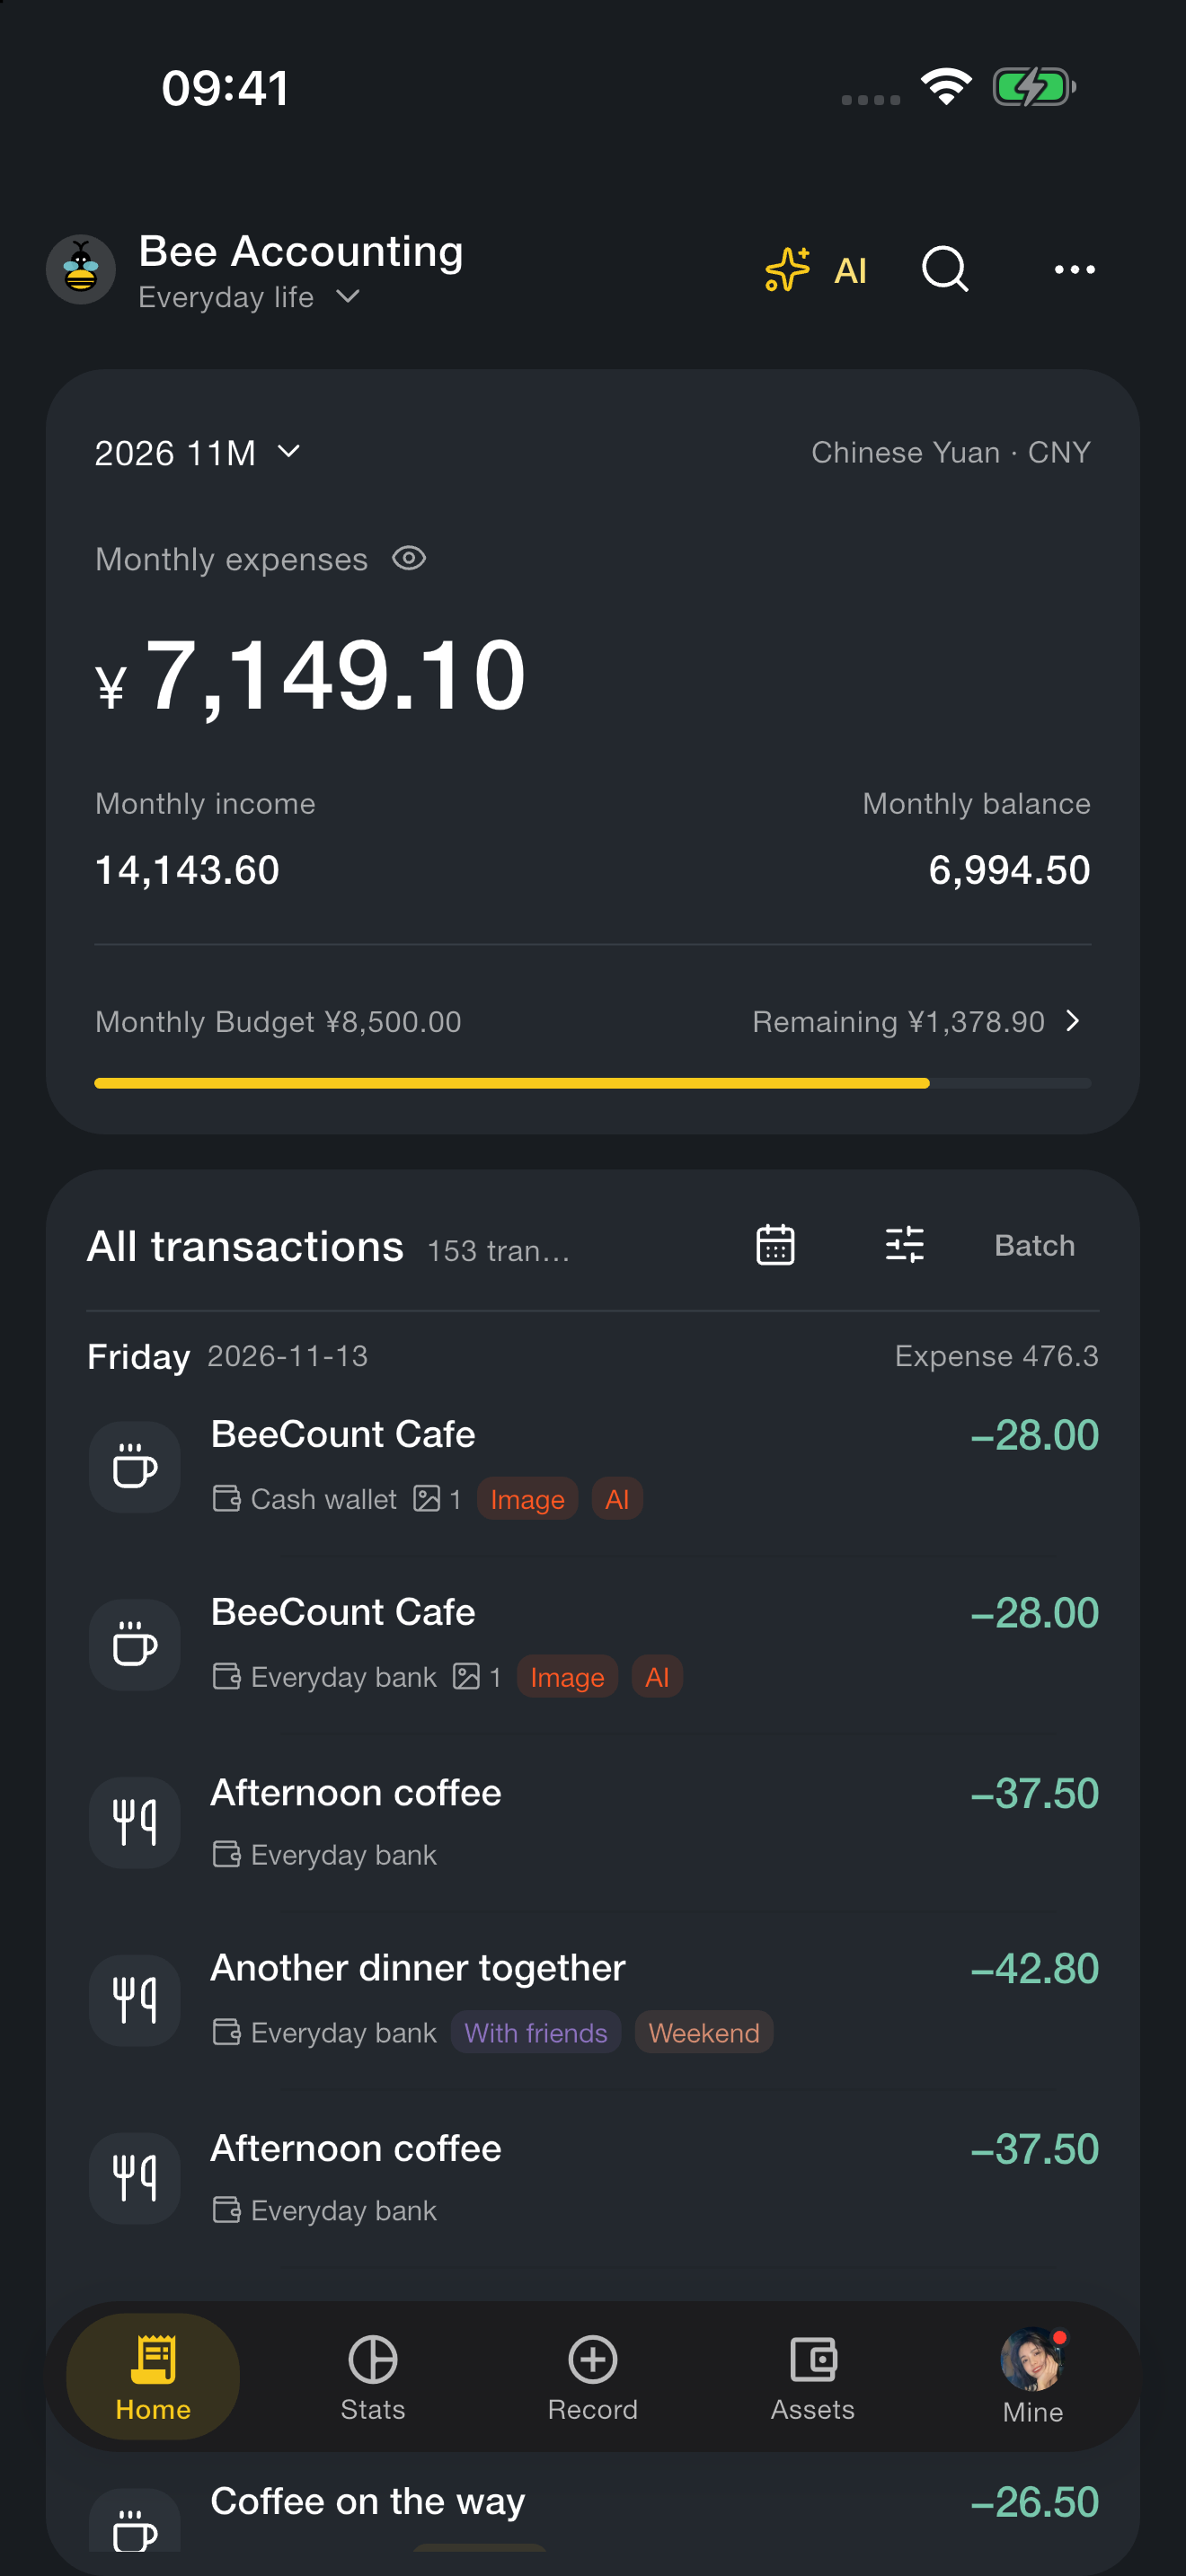 09:41
Bee Accounting
Everyday life
AI
2026 11M
Chinese Yuan · CNY
Monthly expenses
¥ 7,149.10
Monthly income
Monthly balance
14,143.60
6,994.50
Monthly Budget ¥8,500.00
Remaining ¥1,378.90
All transactions 153 tran...
Batch
Friday 2026-11-13
Expense 476.3
BeeCount Cafe
-28.00
Cash wallet 1 Image AI
BeeCount Cafe
-28.00
Everyday bank 1 Image AI
Afternoon coffee
-37.50
Everyday bank
Another dinner together
-42.80
Everyday bank With friends Weekend
Afternoon coffee
-37.50
Everyday bank
Home
Stats
Record
Assets
Mine
Coffee on the way
-26.50